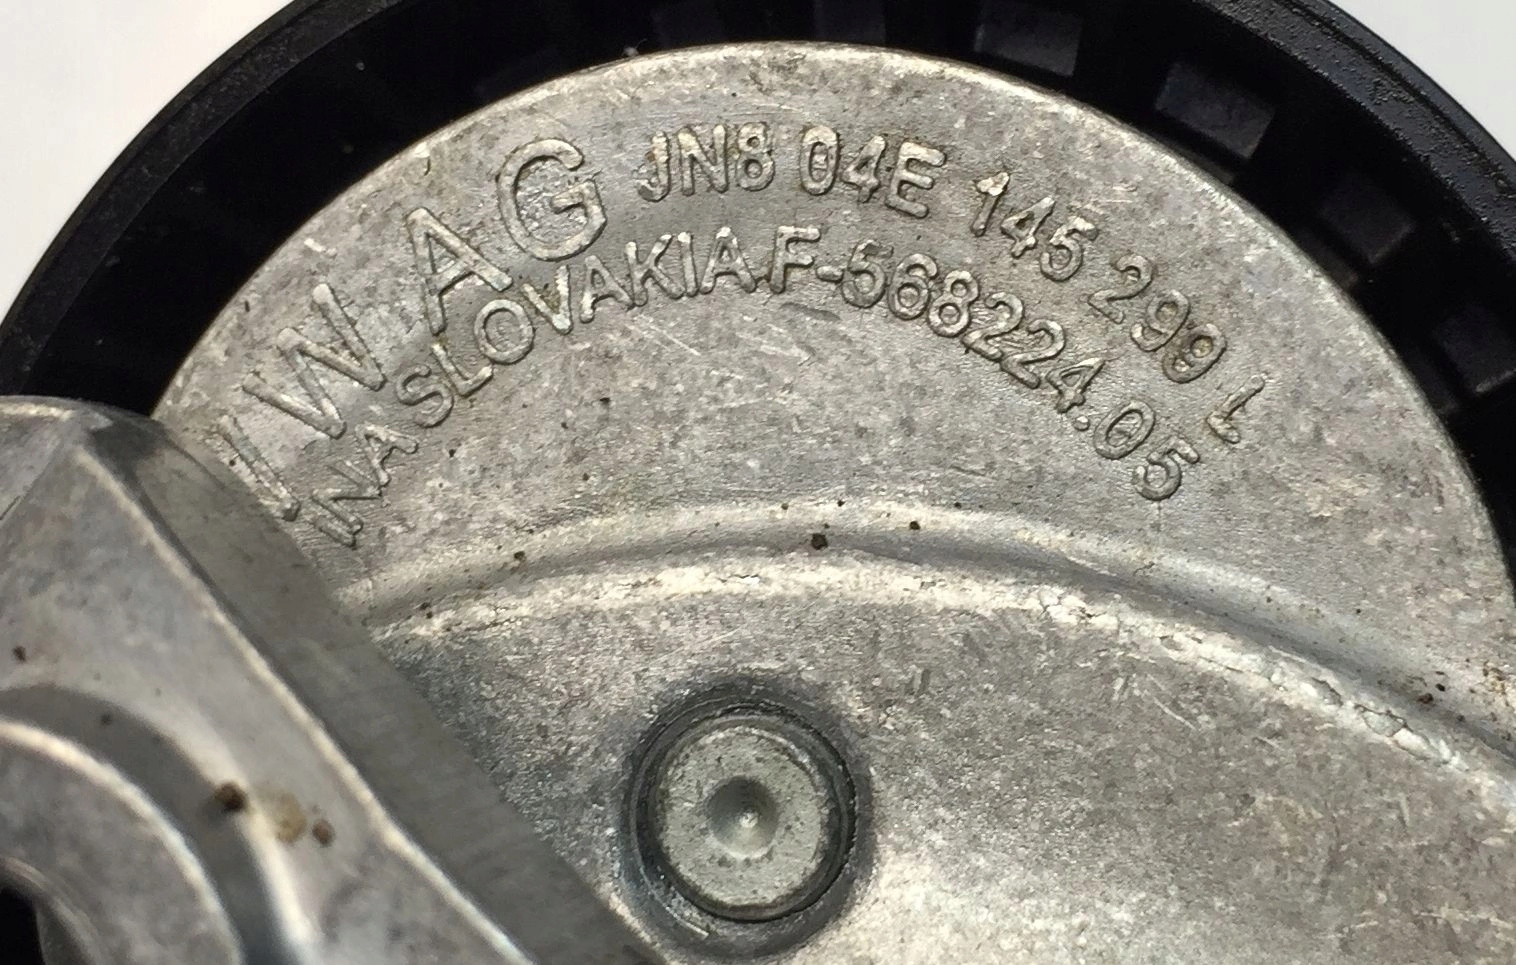 VW AG JN8 04E 145 299 L
INA SLOVAKIA F-568224.05